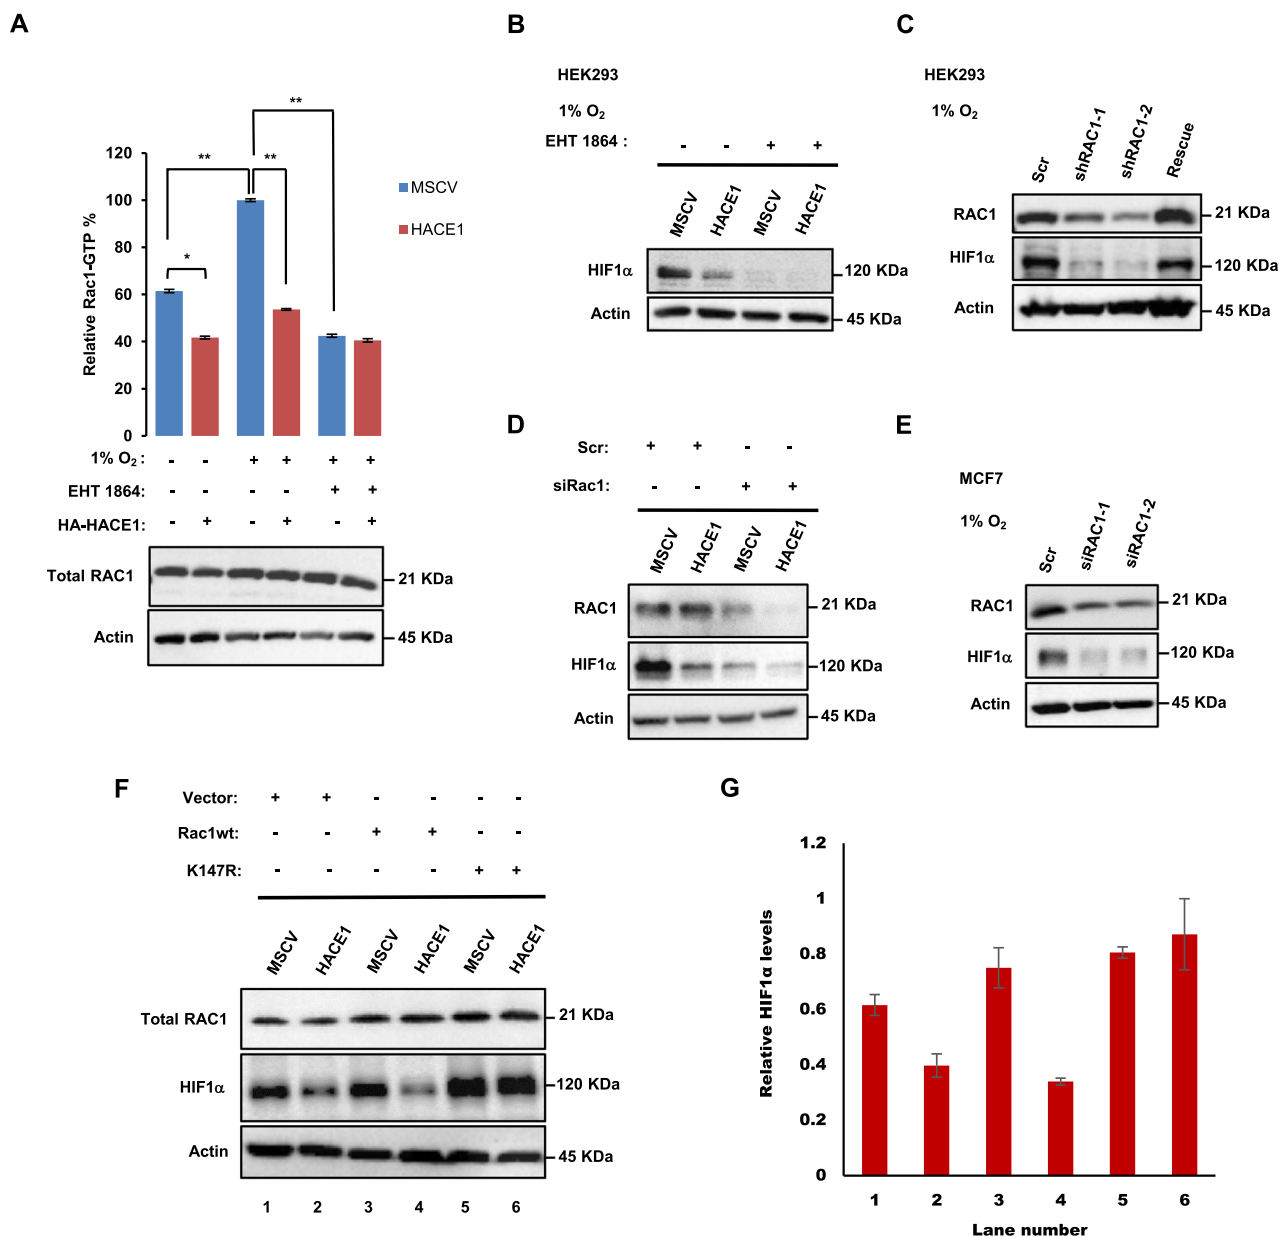 A
**
**
**
*
120
100
80
60
40
20
0
Relative Rac1-GTP %
MSCV
HACE1
1% O₂ : - - + + + +
EHT 1864: + +
HA-HACE1: - + - + - +
Total RAC1
21 KDa
Actin
45 KDa
B
HEK293
1% O₂
EHT 1864 : - - + +
MSCV HACE1 MSCV HACE1
HIF1α
120 KDa
Actin
45 KDa
C
HEK293
1% O₂
Scr shRAC1-1 shRAC1-2 Rescue
RAC1
21 KDa
HIF1α
120 KDa
Actin
45 KDa
D
Scr: + + - -
siRac1: - - + +
MSCV HACE1 MSCV HACE1
RAC1
21 KDa
HIF1α
120 KDa
Actin
45 KDa
E
MCF7
1% O₂
Scr siRAC1-1 siRAC1-2
RAC1
21 KDa
HIF1α
120 KDa
Actin
45 KDa
F
Vector: + + - - - -
Rac1wt: - - + + - -
K147R: - - - - + +
MSCV HACE1 MSCV HACE1 MSCV HACE1
Total RAC1
21 KDa
HIF1α
120 KDa
Actin
45 KDa
1 2 3 4 5 6
G
1.2
1
0.8
0.6
0.4
0.2
0
Relative HIF1α levels
1 2 3 4 5 6
Lane number